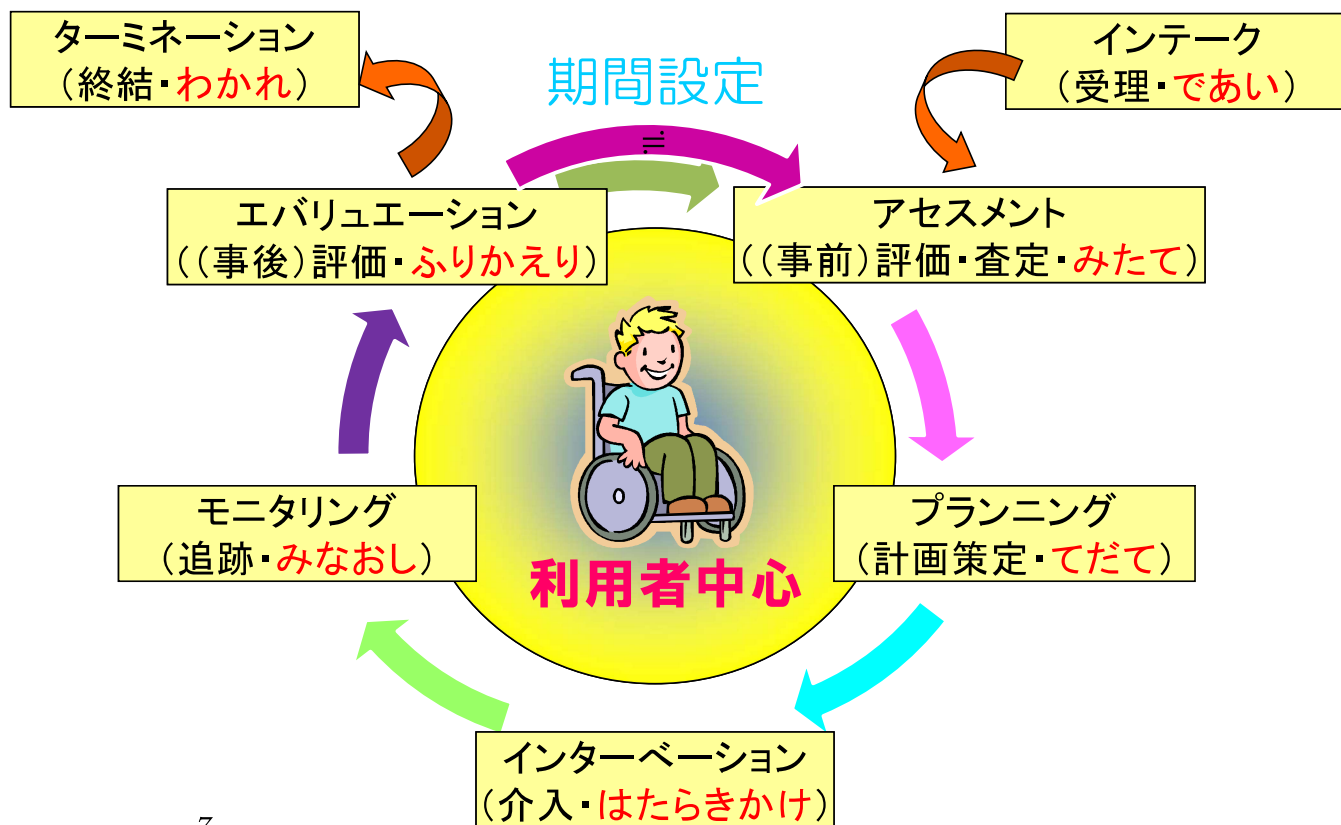 ターミネーション
（終結・わかれ）
インテーク
（受理・であい）
期間設定
≓
エバリュエーション
（（事後）評価・ふりかえり）
アセスメント
（（事前）評価・査定・みたて）
モニタリング
（追跡・みなおし）
プランニング
（計画策定・てだて）
利用者中心
インターベーション
（介入・はたらきかけ）
7